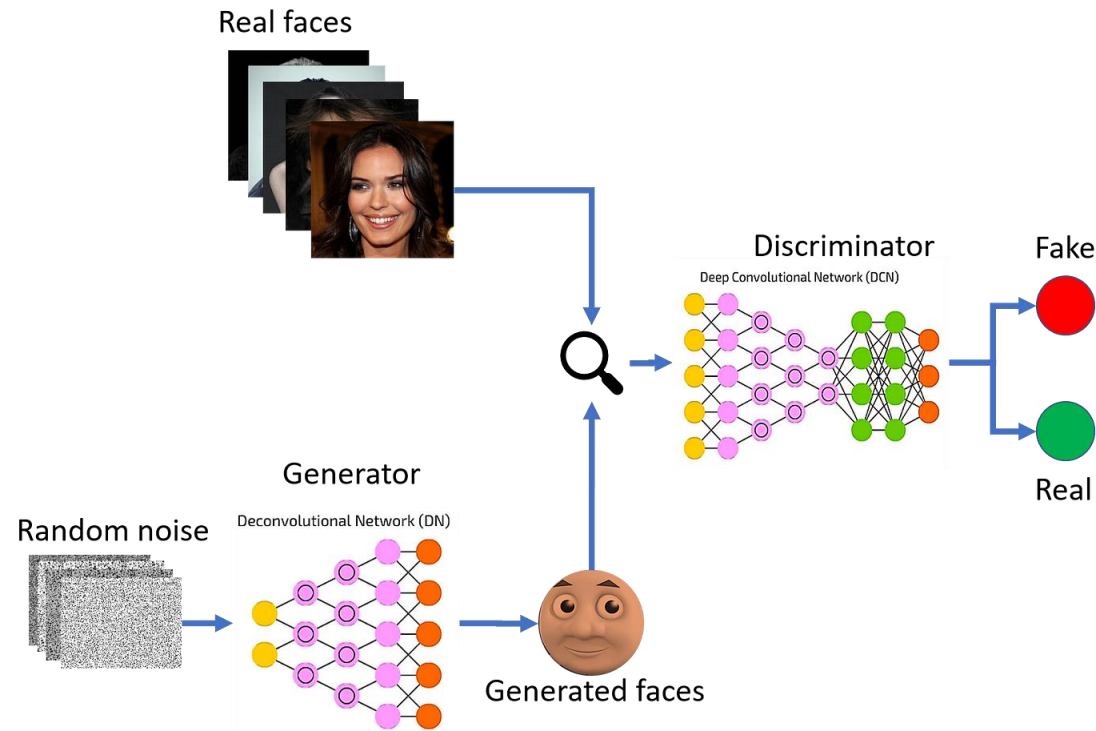 Real faces
Discriminator
Deep Convolutional Network (DCN)
Fake
Real
Generator
Deconvolutional Network (DN)
Random noise
Generated faces